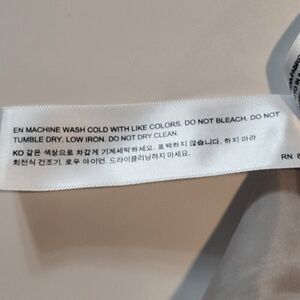 EN MACHINE WASH COLD WITH LIKE COLORS. DO NOT BLEACH. DO NOT
TUMBLE DRY. LOW IRON. DO NOT DRY CLEAN.
KO 같은 색상으로 차갑게 기계세탁하세요. 표백하지 않습니다. 하지 마라
회전식 건조기. 로우 아이언. 드라이클리닝하지 마세요.
RN